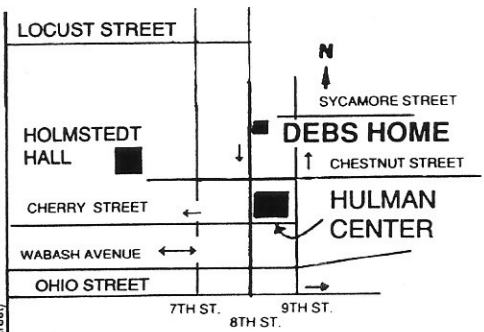 LOCUST STREET
N
SYCAMORE STREET
DEBS HOME
HOLMSTEDT
HALL
CHESTNUT STREET
HULMAN
CENTER
CHERRY STREET
WABASH AVENUE
OHIO STREET
7TH ST.
9TH ST.
8TH ST.